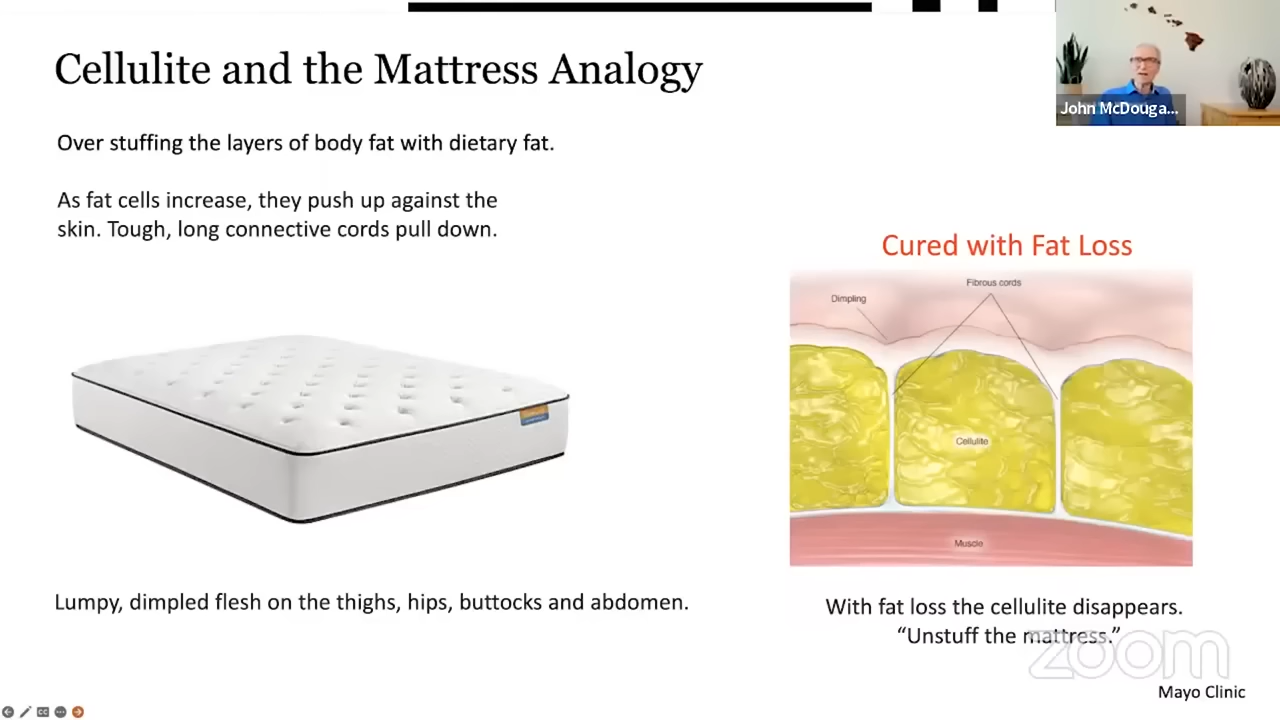 Cellulite and the Mattress Analogy
John McDouga...
Over stuffing the layers of body fat with dietary fat.
As fat cells increase, they push up against the
skin. Tough, long connective cords pull down.
Cured with Fat Loss
Fibrous cords
Dimpling
Cellulite
Muscle
Lumpy, dimpled flesh on the thighs, hips, buttocks and abdomen.
With fat loss the cellulite disappears.
“Unstuff the mattress.”
zoom
Mayo Clinic
CC